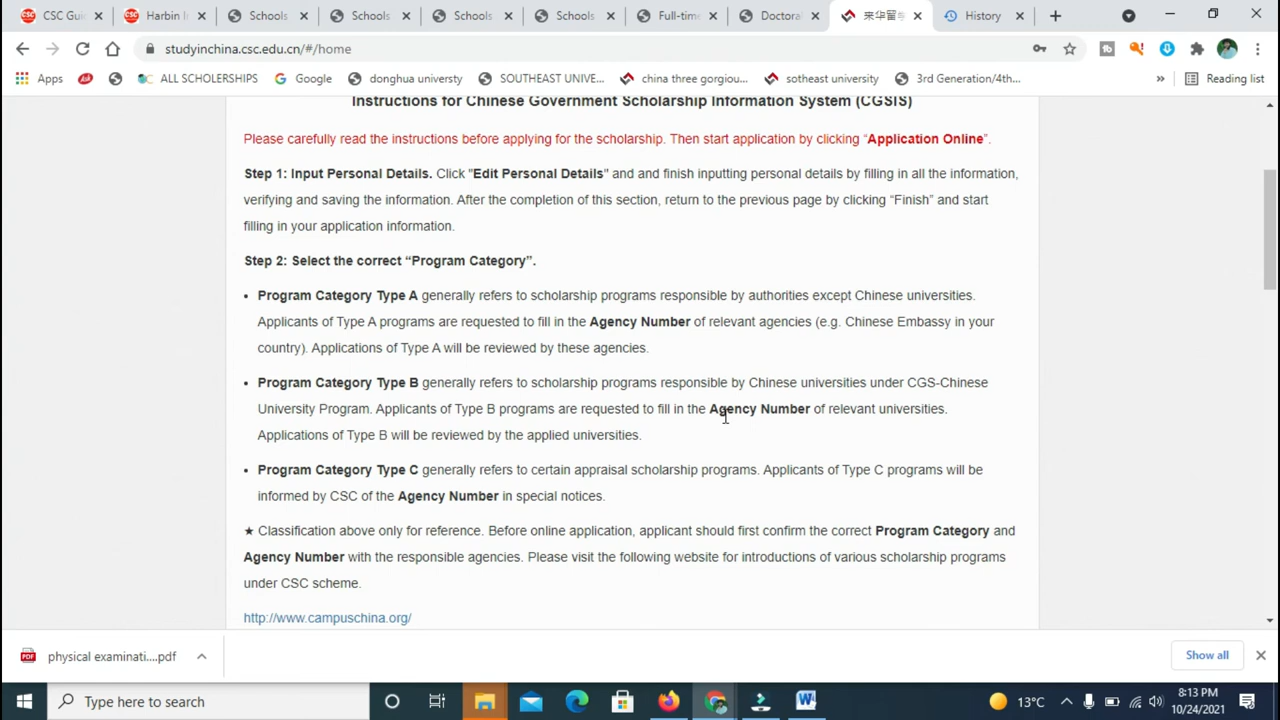 CSC Gui
Harbin I
Schools
Schools
Schools
Schools
Full-time
Doctora
来华留学
History
studyinchina.csc.edu.cn/#/home
Apps
ALL SCHOLERSHIPS
Google
donghua university
SOUTHEAST UNIVE...
china three gorgiou...
sotheast university
3rd Generation/4th...
»
Reading list
Instructions for Chinese Government Scholarship Information System (CGSIS)
Please carefully read the instructions before applying for the scholarship. Then start application by clicking “Application Online”.
Step 1: Input Personal Details. Click "Edit Personal Details" and and finish inputting personal details by filling in all the information,
verifying and saving the information. After the completion of this section, return to the previous page by clicking “Finish” and start
filling in your application information.
Step 2: Select the correct “Program Category”.
• Program Category Type A generally refers to scholarship programs responsible by authorities except Chinese universities.
Applicants of Type A programs are requested to fill in the Agency Number of relevant agencies (e.g. Chinese Embassy in your
country). Applications of Type A will be reviewed by these agencies.
• Program Category Type B generally refers to scholarship programs responsible by Chinese universities under CGS-Chinese
University Program. Applicants of Type B programs are requested to fill in the Agency Number of relevant universities.
Applications of Type B will be reviewed by the applied universities.
• Program Category Type C generally refers to certain appraisal scholarship programs. Applicants of Type C programs will be
informed by CSC of the Agency Number in special notices.
★ Classification above only for reference. Before online application, applicant should first confirm the correct Program Category and
Agency Number with the responsible agencies. Please visit the following website for introductions of various scholarship programs
under CSC scheme.
http://www.campuschina.org/
physical examinati....pdf
Show all
Type here to search
13°C
8:13 PM
10/24/2021